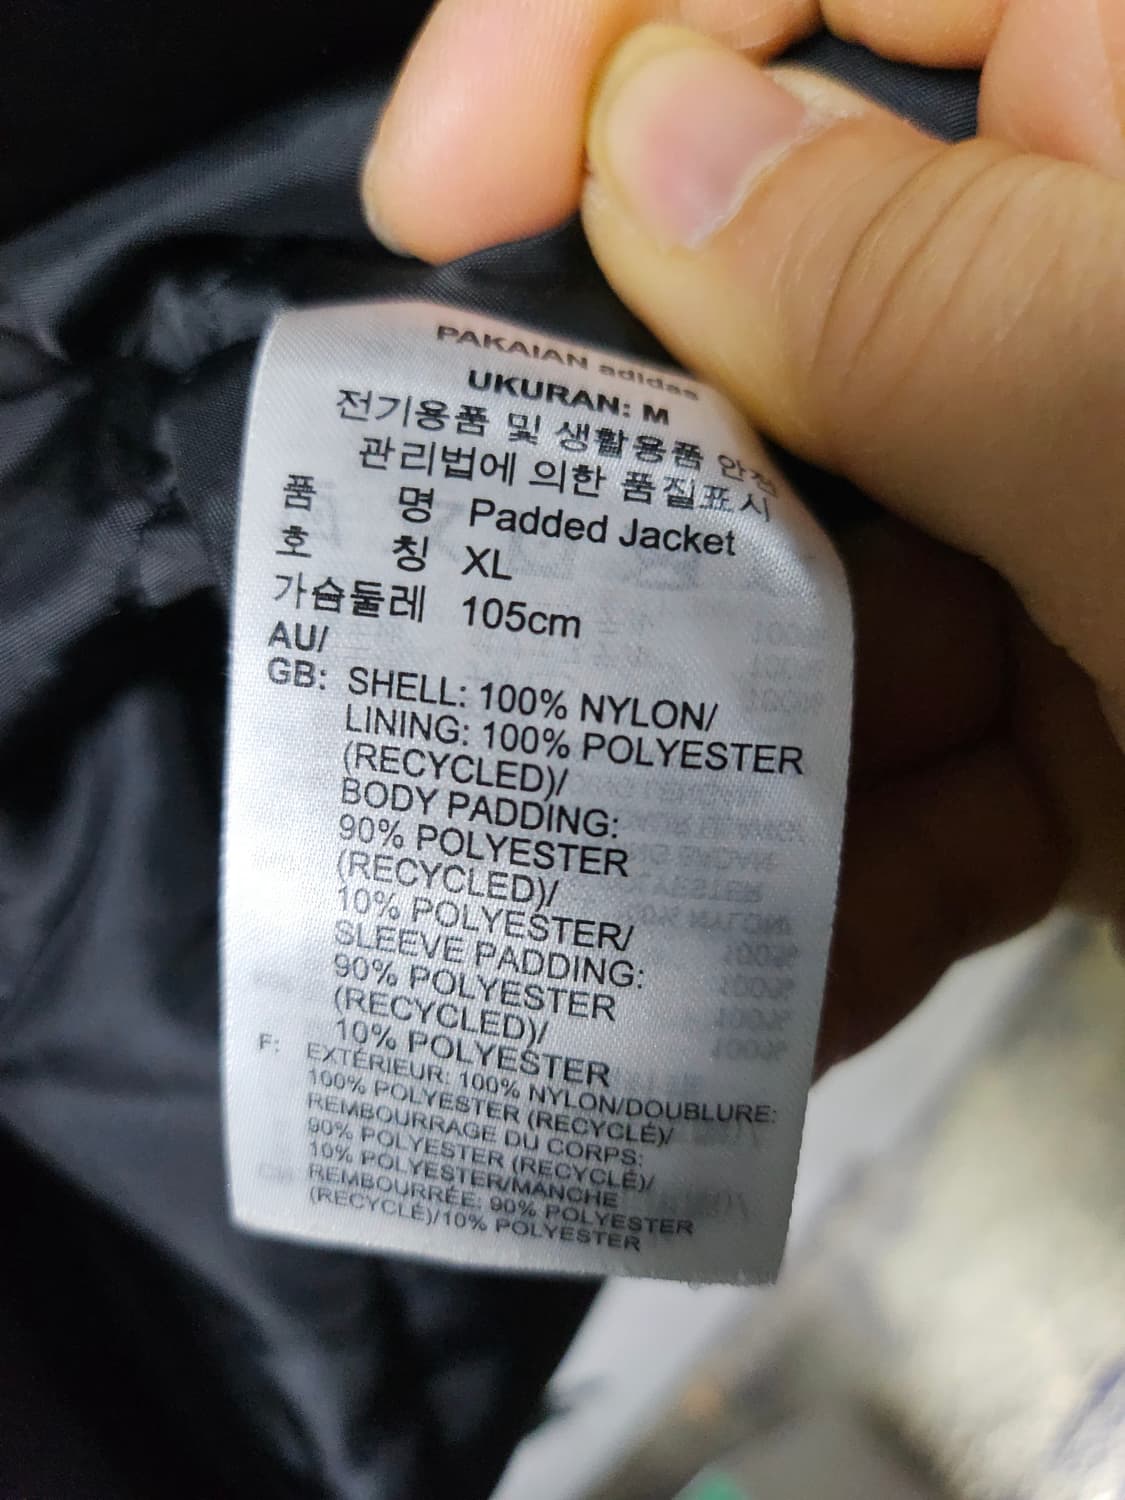 PAKAIAN adidas
UKURAN: M
전기용품 및 생활용품 안전
관리법에 의한 품질표시
품 명 Padded Jacket
호 칭 XL
가슴둘레 105cm
AU/
GB: SHELL: 100% NYLON/
LINING: 100% POLYESTER
(RECYCLED)/
BODY PADDING:
90% POLYESTER
(RECYCLED)/
10% POLYESTER/
SLEEVE PADDING:
90% POLYESTER
(RECYCLED)/
10% POLYESTER
F: EXTÉRIEUR: 100% NYLON/DOUBLURE:
100% POLYESTER (RECYCLÉ)/
REMBOURRAGE DU CORPS:
90% POLYESTER (RECYCLÉ)/
10% POLYESTER/MANCHE
REMBOURRÉE: 90% POLYESTER
(RECYCLÉ)/10% POLYESTER